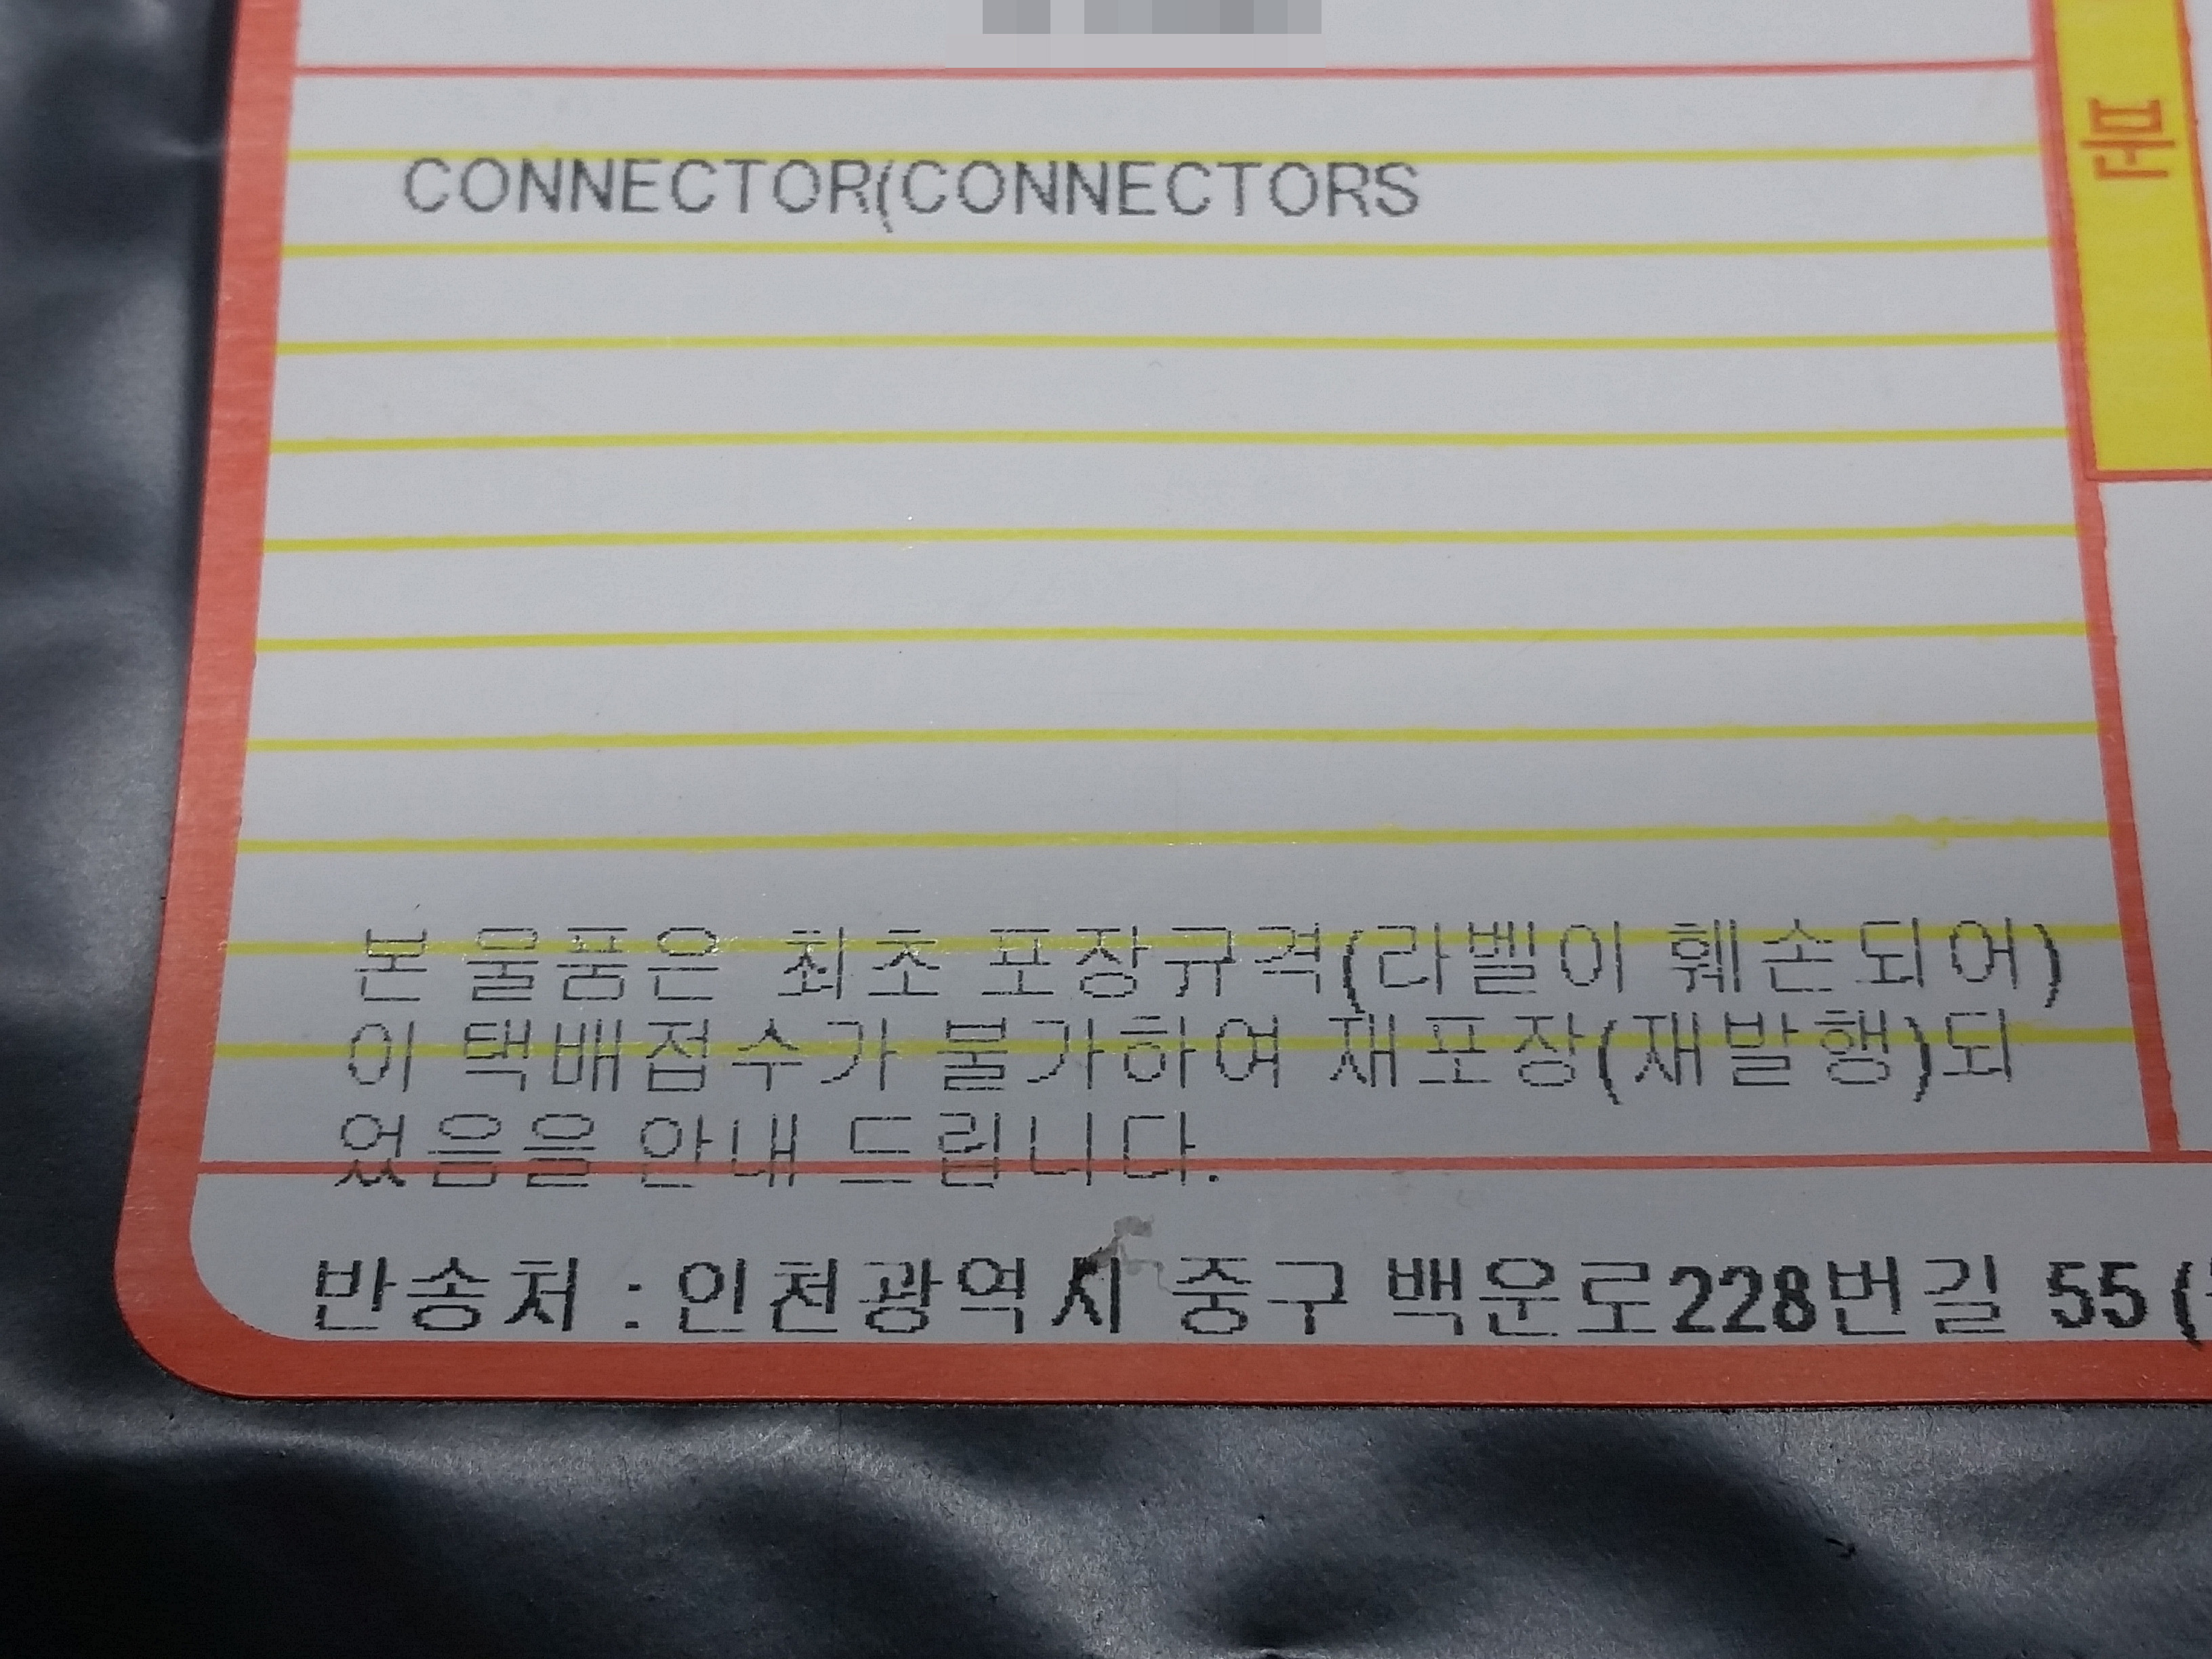 분
CONNECTOR(CONNECTORS
본 물품은 최초 포장규격(라벨이 훼손되어)
이 택배접수가 불가하여 재포장(재발행)되
었음을 안내 드립니다.
반송처 : 인천광역시 중구 백운로228번길 55(